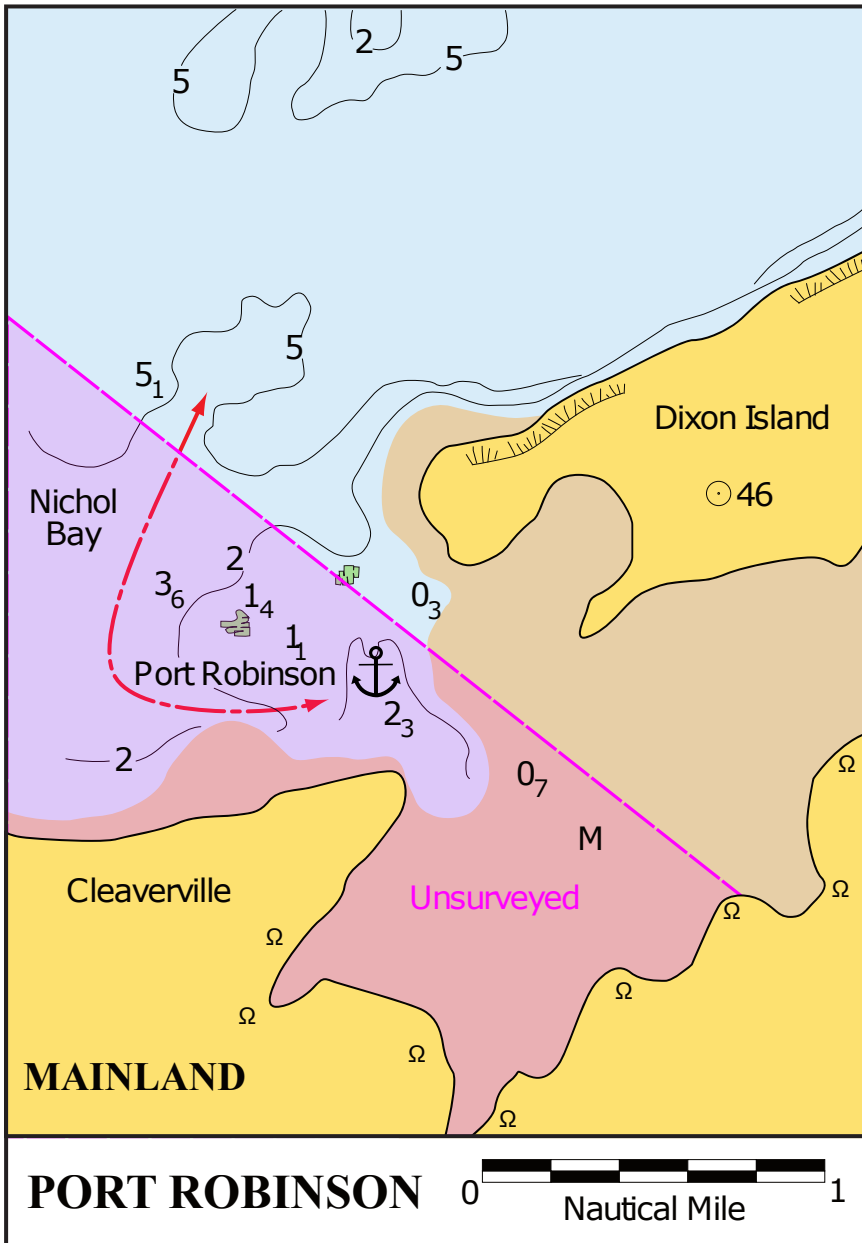 2
5
5
5
5₁
Dixon Island
46
Nichol
Bay
2
3₆
1₄
0₃
1₁
Port Robinson
2₃
2
0₇
M
Cleaverville
Unsurveyed
Ω
Ω
Ω
Ω
Ω
Ω
Ω
Ω
MAINLAND
PORT ROBINSON
0
1
Nautical Mile